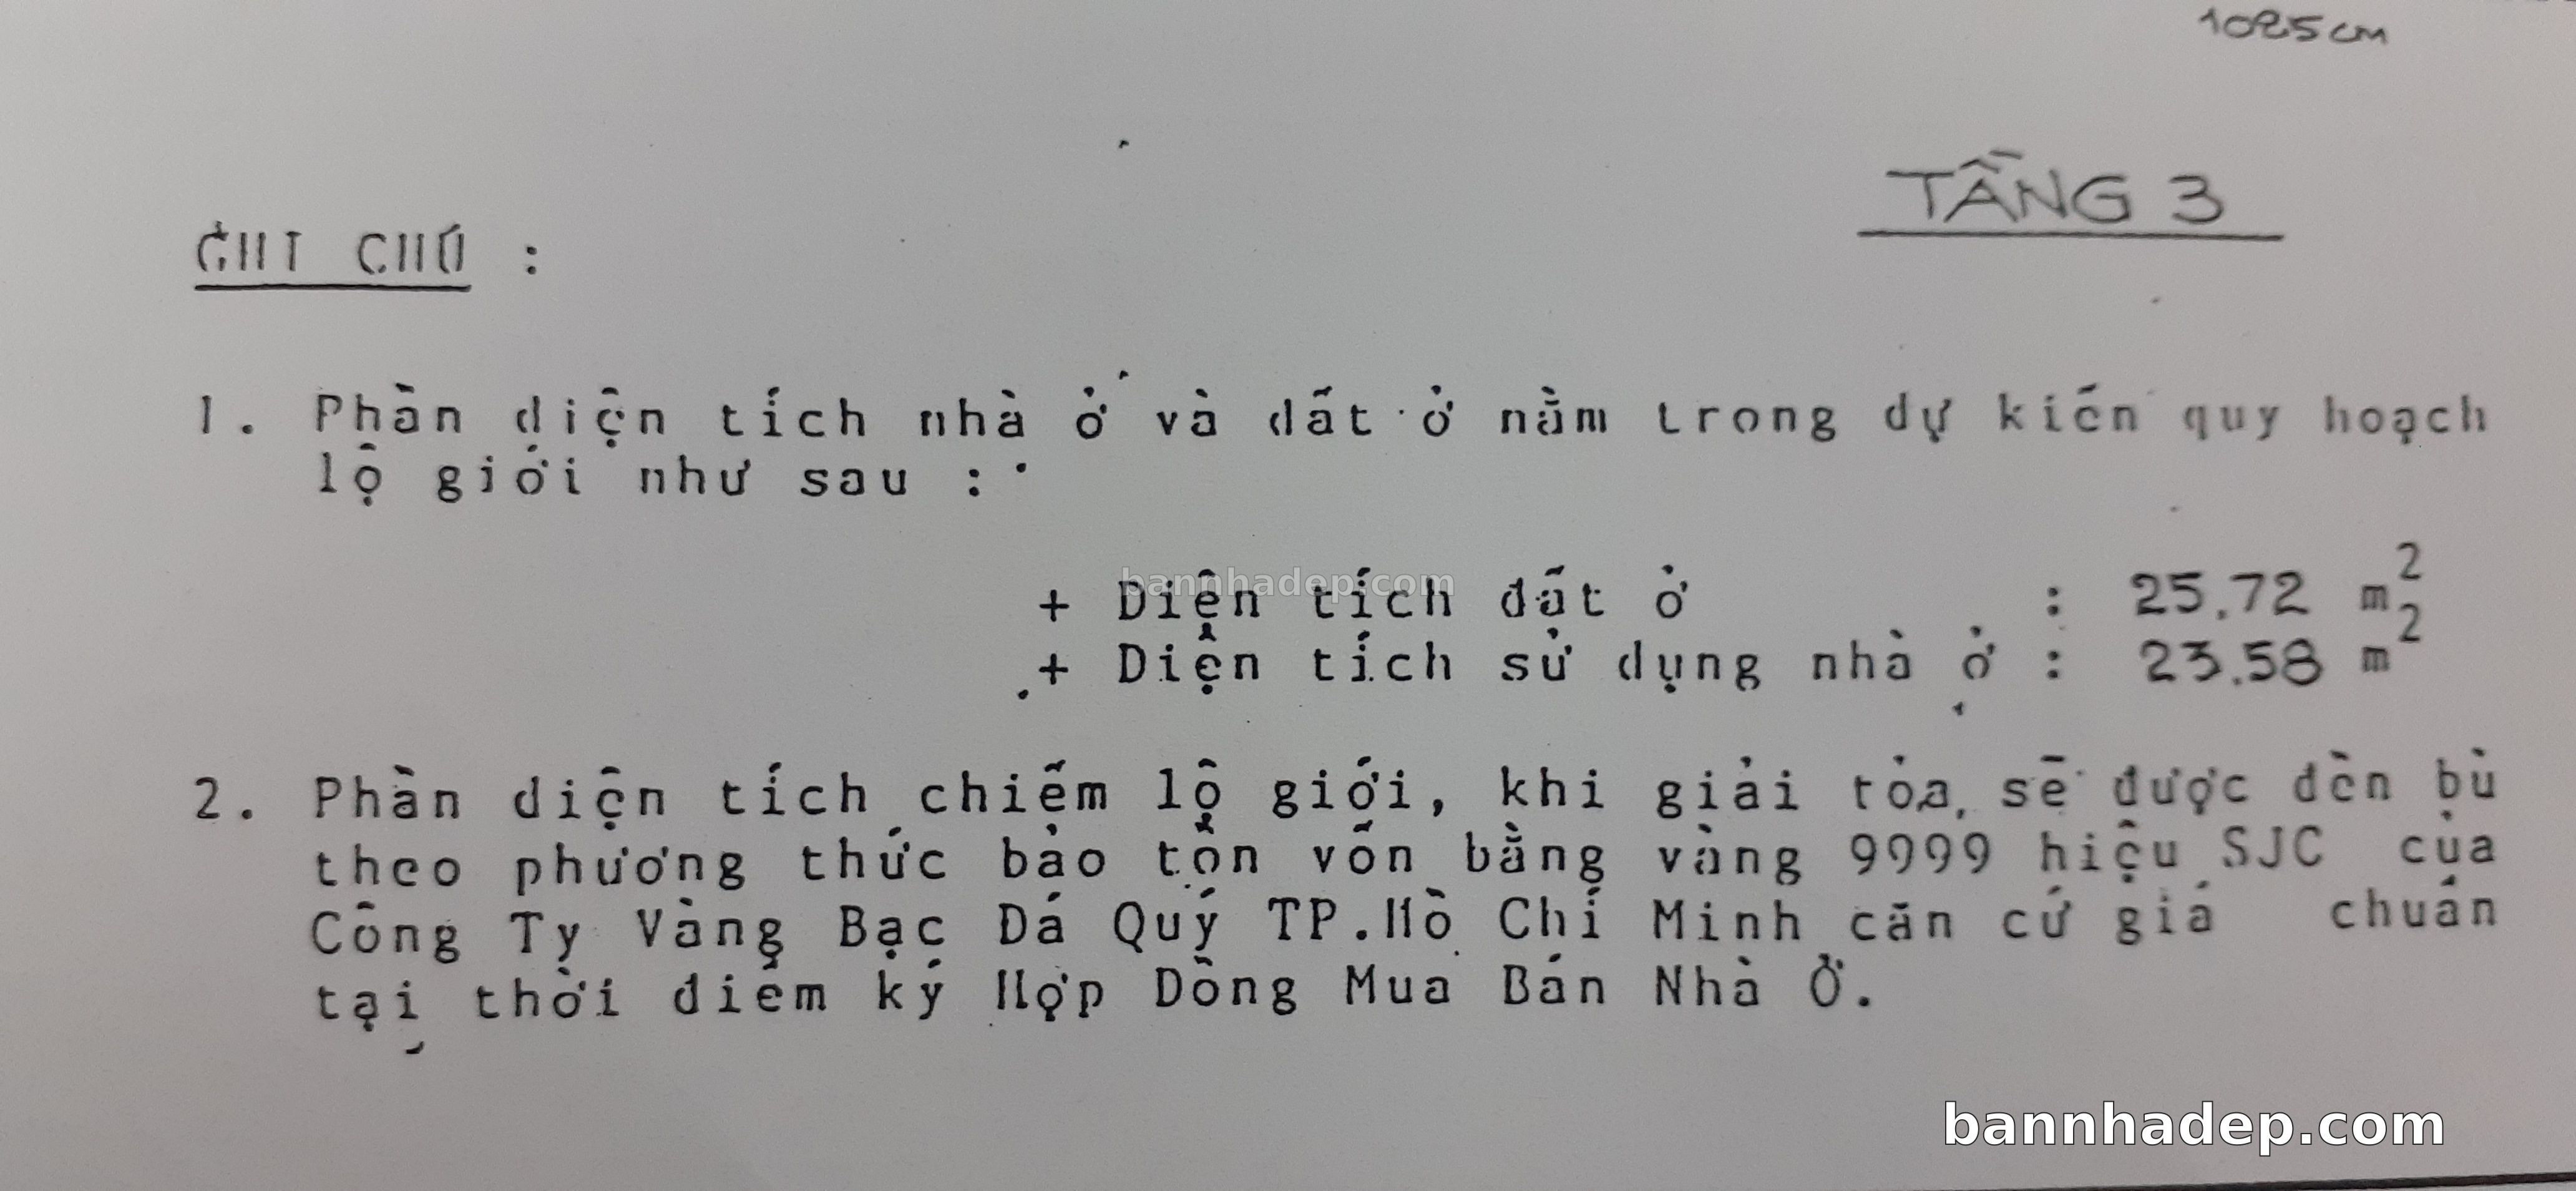 1085cm
TẦNG 3
GHI CHÚ :
1. Phần diện tích nhà ở và đất ở nằm trong dự kiến quy hoạch
lộ giới như sau :
bannhadep.com
+ Diện tích đất ở : 25.72 m2
+ Diện tích sử dụng nhà ở : 23.58 m2
2. Phần diện tích chiếm lộ giới, khi giải tỏa, sẽ được đền bù
theo phương thức bảo tồn vốn bằng vàng 9999 hiệu SJC của
Công Ty Vàng Bạc Đá Quý TP.Hồ Chí Minh căn cứ giá chuẩn
tại thời điểm ký Hợp Đồng Mua Bán Nhà Ở.
bannhadep.com